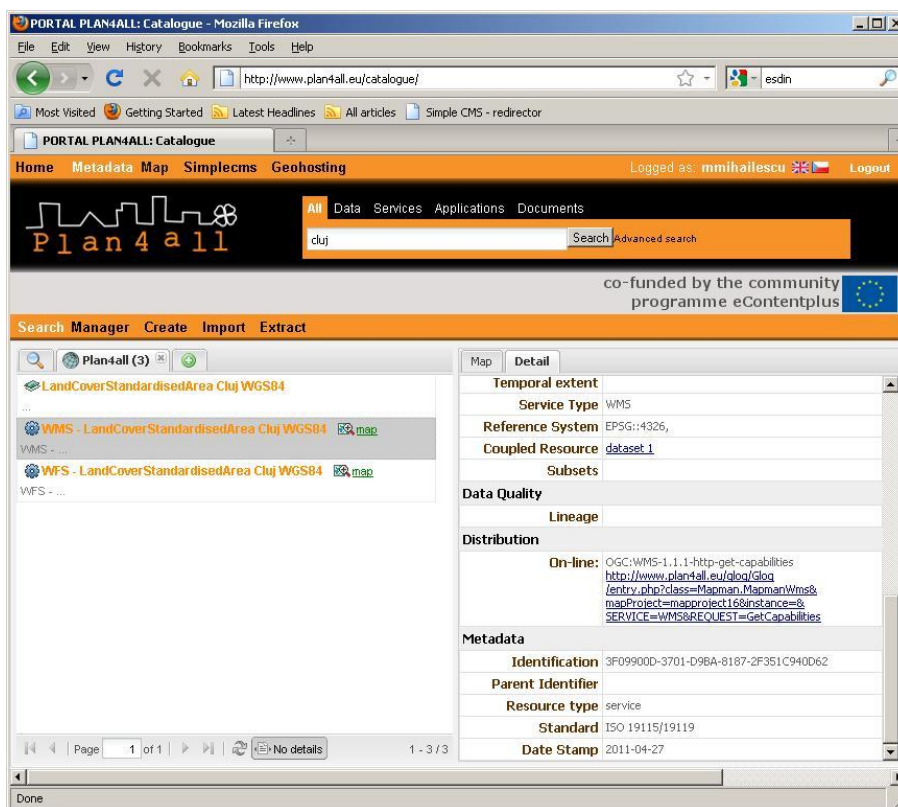 PORTAL PLAN4ALL: Catalogue - Mozilla Firefox
File Edit View History Bookmarks Tools Help
http://www.plan4all.eu/catalogue/
esdin
Most Visited Getting Started Latest Headlines All articles Simple CMS - redirector
PORTAL PLAN4ALL: Catalogue
Home Metadata Map Simplecms Geohosting Logged as: mmihailescu Logout
Plan4all
All Data Services Applications Documents
cluj Search Advanced search
co-funded by the community
programme eContentplus
Search Manager Create Import Extract
Plan4all (3)
LandCoverStandardisedArea Cluj WGS84
...
WMS - LandCoverStandardisedArea Cluj WGS84 map
WMS - ...
WFS - LandCoverStandardisedArea Cluj WGS84 map
WFS - ...
Page 1 of 1 No details 1 - 3 / 3
Map Detail
Temporal extent
Service Type WMS
Reference System EPSG::4326,
Coupled Resource dataset 1
Subsets
Data Quality
Lineage
Distribution
On-line: OGC:WMS-1.1.1-http-get-capabilities
http://www.plan4all.eu/glog/Glog
/entry.php?class=Mapman.MapmanWms&
mapProject=mapproject16&instance=&
SERVICE=WMS&REQUEST=GetCapabilities
Metadata
Identification 3F09900D-3701-D9BA-8187-2F351C940D62
Parent Identifier
Resource type service
Standard ISO 19115/19119
Date Stamp 2011-04-27
Done